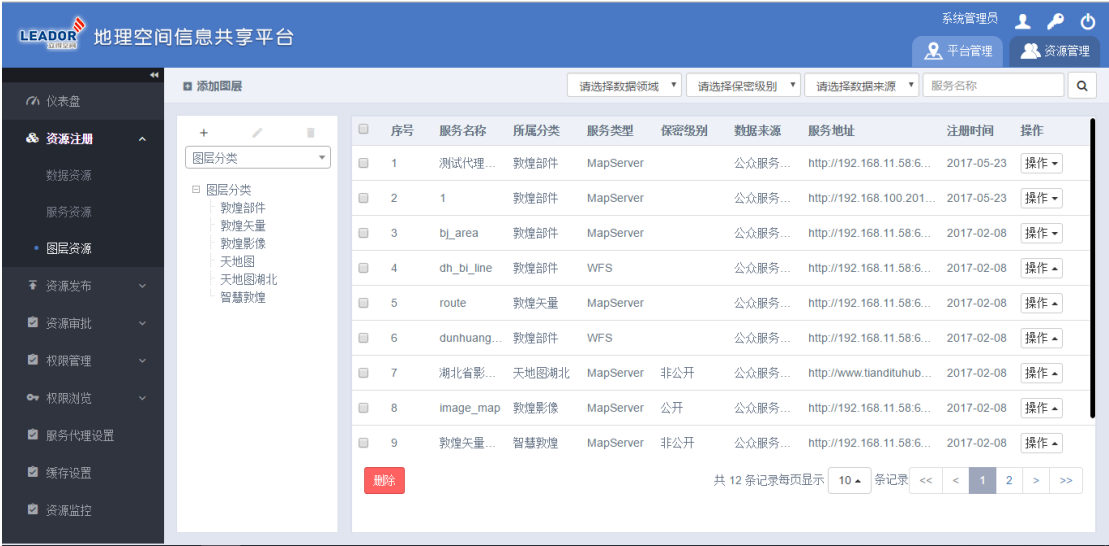 系统管理员
LEADOR 立得空间 地理空间信息共享平台
平台管理 资源管理
仪表盘
资源注册
数据资源
服务资源
图层资源
资源发布
资源审批
权限管理
权限浏览
服务代理设置
缓存设置
资源监控
添加图层 请选择数据领域 请选择保密级别 请选择数据来源 服务名称
图层分类
图层分类
敦煌部件
敦煌矢量
敦煌影像
天地图
天地图湖北
智慧敦煌
序号 服务名称 所属分类 服务类型 保密级别 数据来源 服务地址 注册时间 操作
1 测试代理... 敦煌部件 MapServer 公众服务... http://192.168.11.58:6... 2017-05-23 操作
2 1 敦煌部件 MapServer 公众服务... http://192.168.100.201... 2017-05-23 操作
3 bj_area 敦煌部件 MapServer 公众服务... http://192.168.11.58:6... 2017-02-08 操作
4 dh_bi_line 敦煌部件 WFS 公众服务... http://192.168.11.58:6... 2017-02-08 操作
5 route 敦煌矢量 MapServer 公众服务... http://192.168.11.58:6... 2017-02-08 操作
6 dunhuang... 敦煌部件 WFS 公众服务... http://192.168.11.58:6... 2017-02-08 操作
7 湖北省影... 天地图湖北 MapServer 非公开 公众服务... http://www.tiandituhub... 2017-02-08 操作
8 image_map 敦煌影像 MapServer 公开 公众服务... http://192.168.11.58:6... 2017-02-08 操作
9 敦煌矢量... 智慧敦煌 MapServer 非公开 公众服务... http://192.168.11.58:6... 2017-02-08 操作
删除 共 12 条记录每页显示 10 条记录 << < 1 2 > >>